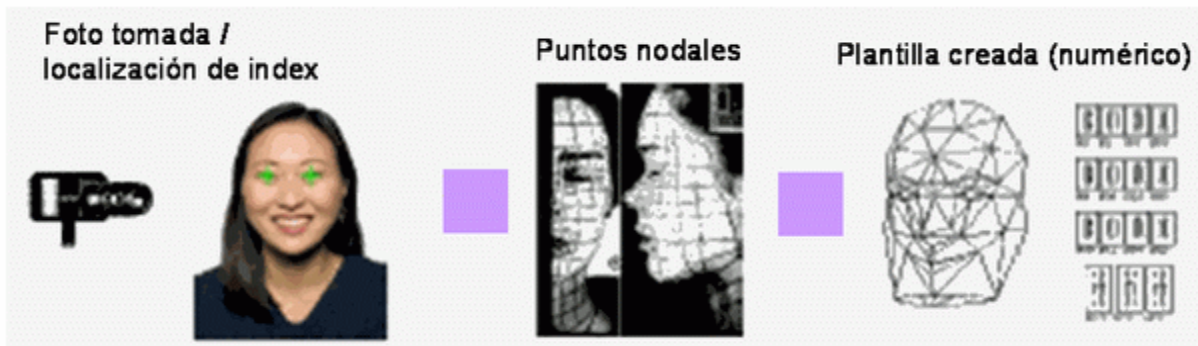 Foto tomada /
localización de index
Puntos nodales
Plantilla creada (numérico)